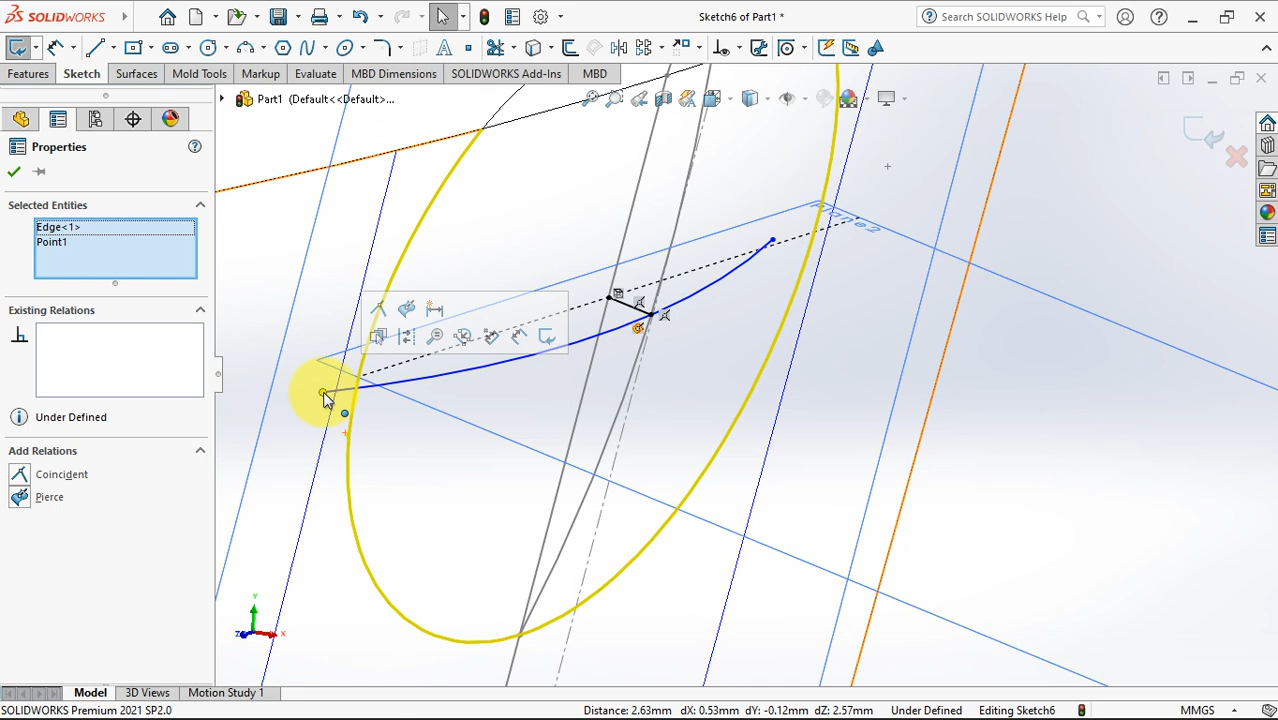 SOLIDWORKS
Sketch6 of Part1 *
Search SOLIDWORKS Help
Features
Sketch
Surfaces
Mold Tools
Markup
Evaluate
MBD Dimensions
SOLIDWORKS Add-Ins
MBD
Part1 (Default<<Default>...
Properties
Selected Entities
Edge<1>
Point1
Existing Relations
Under Defined
Add Relations
Coincident
Pierce
Plane2
Y
Z
X
Model
3D Views
Motion Study 1
SOLIDWORKS Premium 2021 SP2.0
Distance: 2.63mm dX: 0.53mm dY: -0.12mm dZ: 2.57mm
Under Defined
Editing Sketch6
MMGS